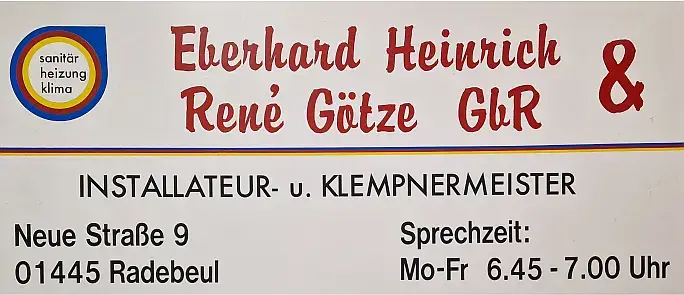 sanitär
heizung
klima
Eberhard Heinrich &
René Götze GbR
INSTALLATEUR- u. KLEMPNERMEISTER
Neue Straße 9
01445 Radebeul
Sprechzeit:
Mo-Fr 6.45 - 7.00 Uhr